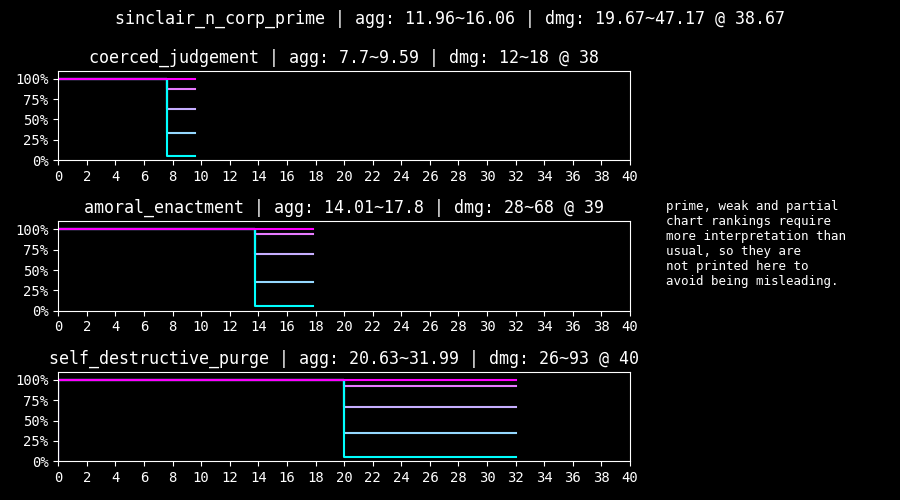 sinclair_n_corp_prime | agg: 11.96~16.06 | dmg: 19.67~47.17 @ 38.67
coerced_judgement | agg: 7.7~9.59 | dmg: 12~18 @ 38
100%
75%
50%
25%
0%
0 2 4 6 8 10 12 14 16 18 20 22 24 26 28 30 32 34 36 38 40
amoral_enactment | agg: 14.01~17.8 | dmg: 28~68 @ 39
100%
75%
50%
25%
0%
0 2 4 6 8 10 12 14 16 18 20 22 24 26 28 30 32 34 36 38 40
prime, weak and partial
chart rankings require
more interpretation than
usual, so they are
not printed here to
avoid being misleading.
self_destructive_purge | agg: 20.63~31.99 | dmg: 26~93 @ 40
100%
75%
50%
25%
0%
0 2 4 6 8 10 12 14 16 18 20 22 24 26 28 30 32 34 36 38 40